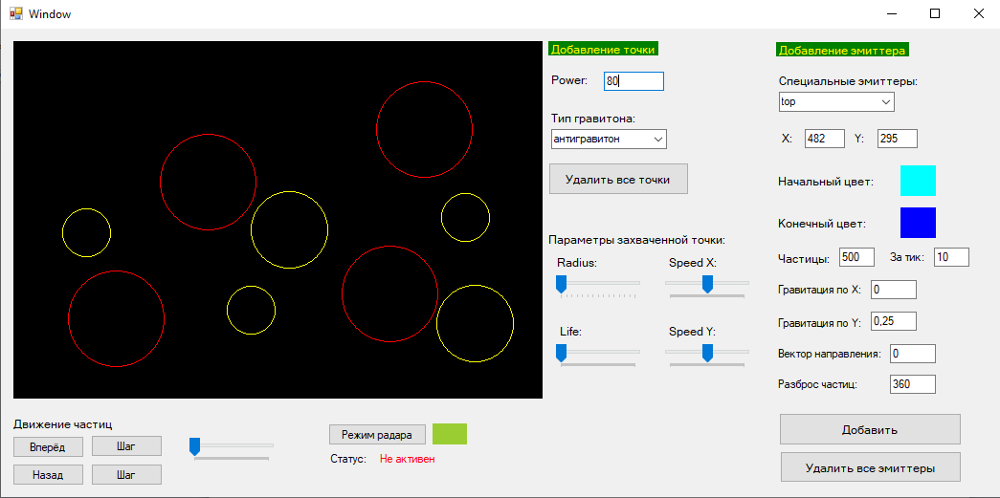 Window
Добавление точки
Power: 80
Тип гравитона:
антигравитон
Удалить все точки
Параметры захваченной точки:
Radius: Speed X:
Life: Speed Y:
Добавление эмиттера
Специальные эмиттеры:
top
X: 482 Y: 295
Начальный цвет:
Конечный цвет:
Частицы: 500 За тик: 10
Гравитация по X: 0
Гравитация по Y: 0,25
Вектор направления: 0
Разброс частиц: 360
Добавить
Удалить все эмиттеры
Движение частиц
Вперёд Шаг
Назад Шаг
Режим радара
Статус: Не активен